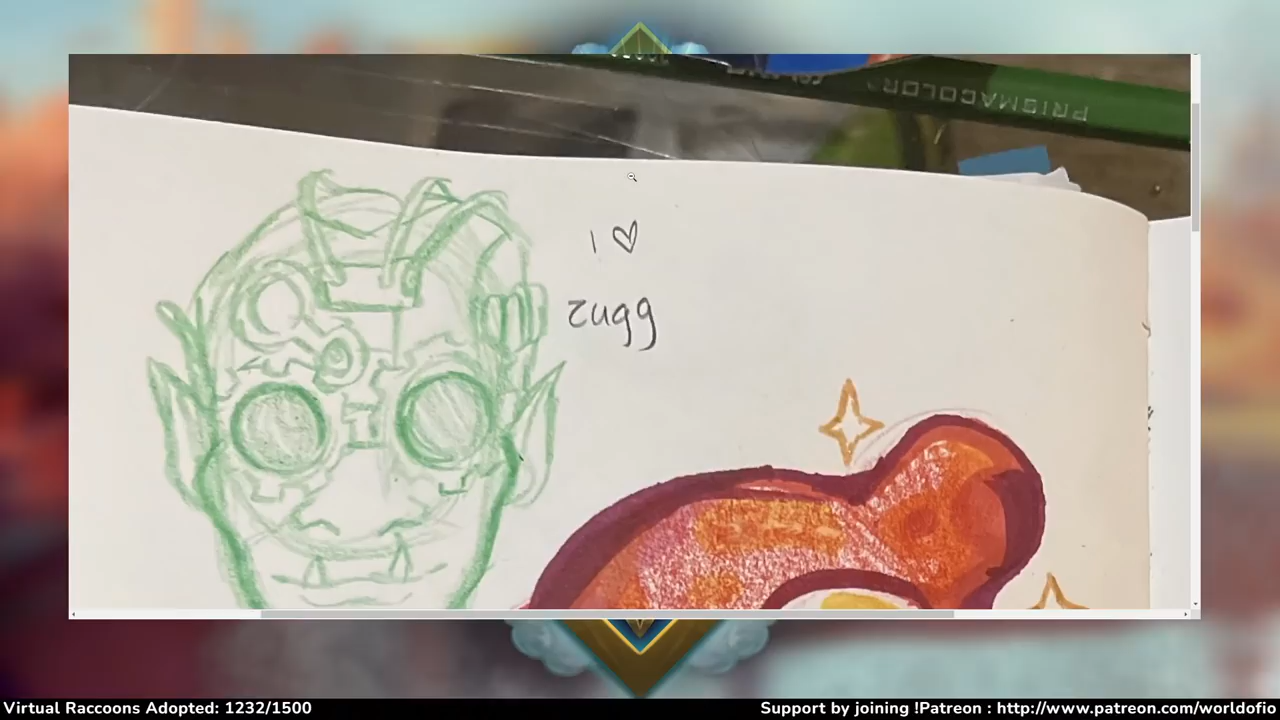 PRISMACOLOR
I ♡
zugg
Virtual Raccoons Adopted: 1232/1500
Support by joining !Patreon : http://www.patreon.com/worldofio